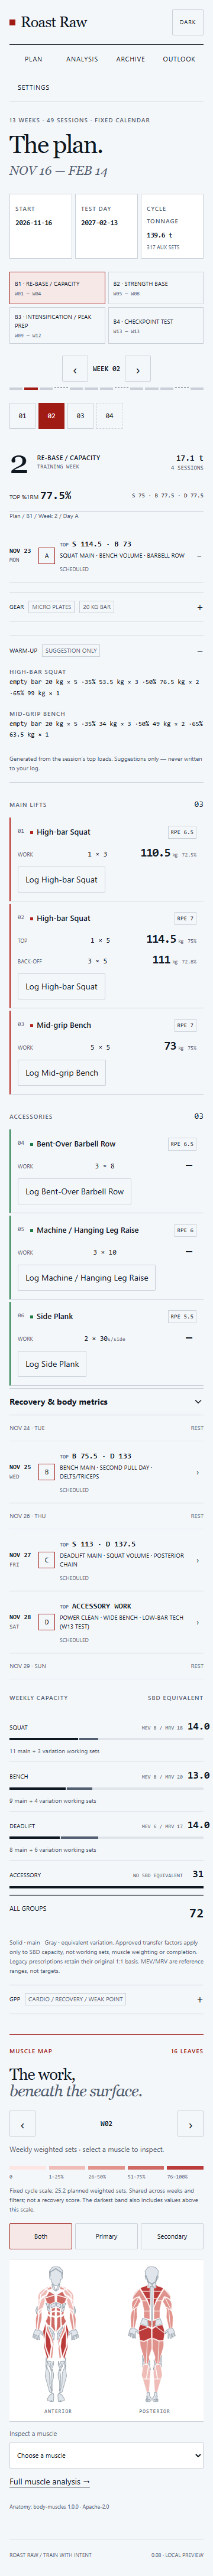 Roast Raw
DARK
PLAN ANALYSIS ARCHIVE OUTLOOK
SETTINGS
13 WEEKS · 49 SESSIONS · FIXED CALENDAR
The plan.
NOV 16 — FEB 14
START
2026-11-16
TEST DAY
2027-02-13
CYCLE TONNAGE
139.6 t
317 AUX SETS
B1 · RE-BASE / CAPACITY
W01 — W04
B2 · STRENGTH BASE
W05 — W08
B3 · INTENSIFICATION / PEAK PREP
W09 — W12
B4 · CHECKPOINT TEST
W13 — W13
‹ WEEK 02 ›
01 02 03 04
2
RE-BASE / CAPACITY
TRAINING WEEK
17.1 t
4 SESSIONS
TOP %1RM 77.5%
S 75 · B 77.5 · D 77.5
Plan / B1 / Week 2 / Day A
NOV 23
MON
A
TOP S 114.5 · B 73
SQUAT MAIN · BENCH VOLUME · BARBELL ROW
SCHEDULED
−
GEAR MICRO PLATES 20 KG BAR +
WARM-UP SUGGESTION ONLY −
HIGH-BAR SQUAT
empty bar 20 kg × 5 ·35% 53.5 kg × 3 ·50% 76.5 kg × 2
·65% 99 kg × 1
MID-GRIP BENCH
empty bar 20 kg × 5 ·35% 34 kg × 3 ·50% 49 kg × 2 ·65%
63.5 kg × 1
Generated from the session's top loads. Suggestions only — never written
to your log.
MAIN LIFTS 03
01 High-bar Squat RPE 6.5
WORK 1 × 3 110.5 kg 72.5%
Log High-bar Squat
02 High-bar Squat RPE 7
TOP 1 × 5 114.5 kg 75%
BACK-OFF 3 × 5 111 kg 72.8%
Log High-bar Squat
03 Mid-grip Bench RPE 7
WORK 5 × 5 73 kg 75%
Log Mid-grip Bench
ACCESSORIES 03
04 Bent-Over Barbell Row RPE 6.5
WORK 3 × 8 —
Log Bent-Over Barbell Row
05 Machine / Hanging Leg Raise RPE 6
WORK 3 × 10 —
Log Machine / Hanging Leg Raise
06 Side Plank RPE 5.5
WORK 2 × 30s/side —
Log Side Plank
Recovery & body metrics
NOV 24 · TUE REST
NOV 25
WED
B
TOP B 75.5 · D 133
BENCH MAIN · SECOND PULL DAY ·
DELTS/TRICEPS
SCHEDULED
›
NOV 26 · THU REST
NOV 27
FRI
C
TOP S 113 · D 137.5
DEADLIFT MAIN · SQUAT VOLUME · POSTERIOR
CHAIN
SCHEDULED
›
NOV 28
SAT
D
TOP ACCESSORY WORK
POWER CLEAN · WIDE BENCH · LOW-BAR TECH
(W13 TEST)
SCHEDULED
›
NOV 29 · SUN REST
WEEKLY CAPACITY SBD EQUIVALENT
SQUAT MEV 8 / MRV 18 14.0
11 main + 3 variation working sets
BENCH MEV 8 / MRV 20 13.0
9 main + 4 variation working sets
DEADLIFT MEV 6 / MRV 17 14.0
8 main + 6 variation working sets
ACCESSORY NO SBD EQUIVALENT 31
ALL GROUPS 72
Solid · main Gray · equivalent variation. Approved transfer factors apply
only to SBD capacity, not working sets, muscle weighting or completion.
Legacy prescriptions retain their original 1:1 basis. MEV/MRV are reference
ranges, not targets.
GPP CARDIO / RECOVERY / WEAK POINT +
MUSCLE MAP 16 LEAVES
The work,
beneath the surface.
‹ W02 ›
Weekly weighted sets · select a muscle to inspect.
0 1–25% 26–50% 51–75% 76–100%
Fixed cycle scale: 25.2 planned weighted sets. Shared across weeks and
filters; not a recovery score. The darkest band also includes values above
this scale.
Both Primary Secondary
ANTERIOR POSTERIOR
Inspect a muscle
Choose a muscle
Full muscle analysis →
Anatomy: body-muscles 1.0.0 · Apache-2.0
ROAST RAW / TRAIN WITH INTENT 0.08 · LOCAL PREVIEW